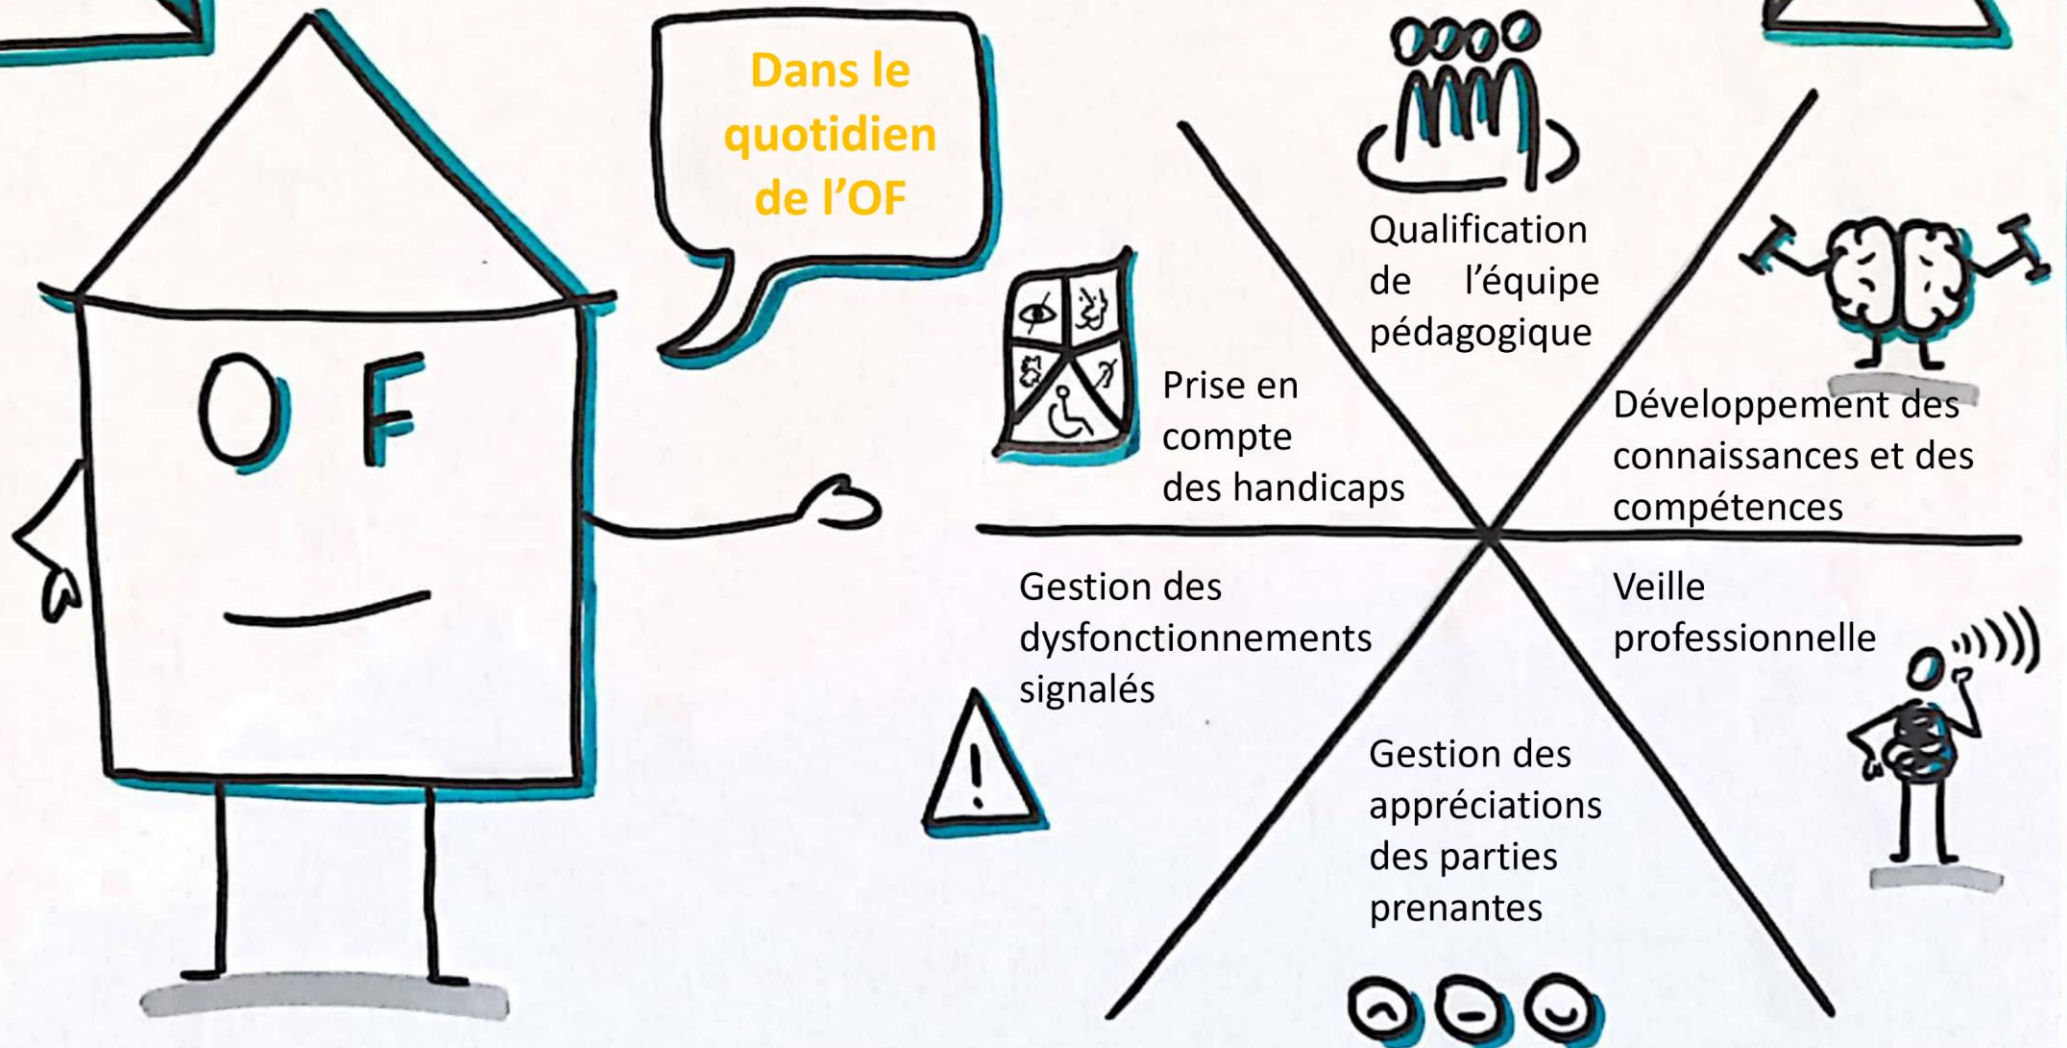 Dans le
quotidien
de l’OF
O F
Qualification
de l’équipe
pédagogique
Développement des
connaissances et des
compétences
Prise en
compte
des handicaps
Gestion des
dysfonctionnements
signalés
!
Veille
professionnelle
Gestion des
appréciations
des parties
prenantes